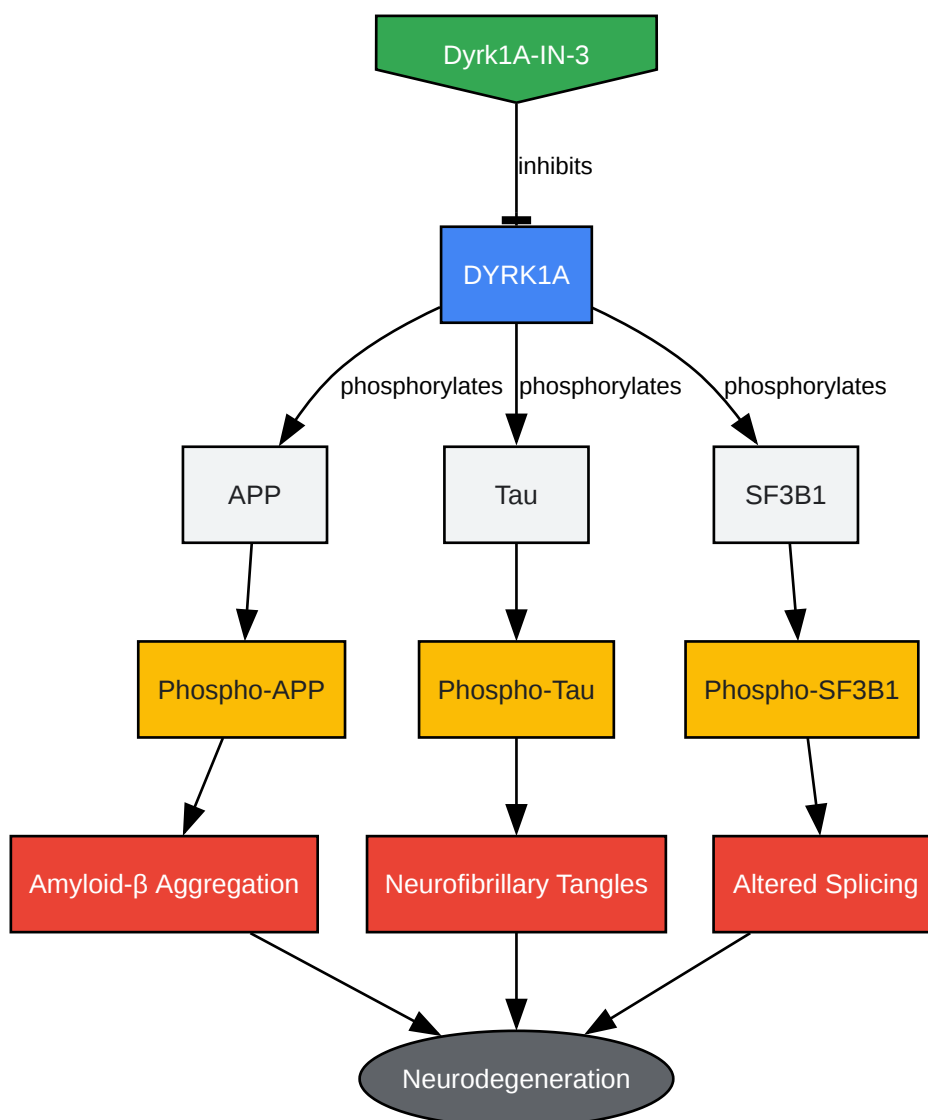 Dyrk1A-IN-3
inhibits
DYRK1A
phosphorylates
phosphorylates
phosphorylates
APP
Tau
SF3B1
Phospho-APP
Phospho-Tau
Phospho-SF3B1
Amyloid-β Aggregation
Neurofibrillary Tangles
Altered Splicing
Neurodegeneration